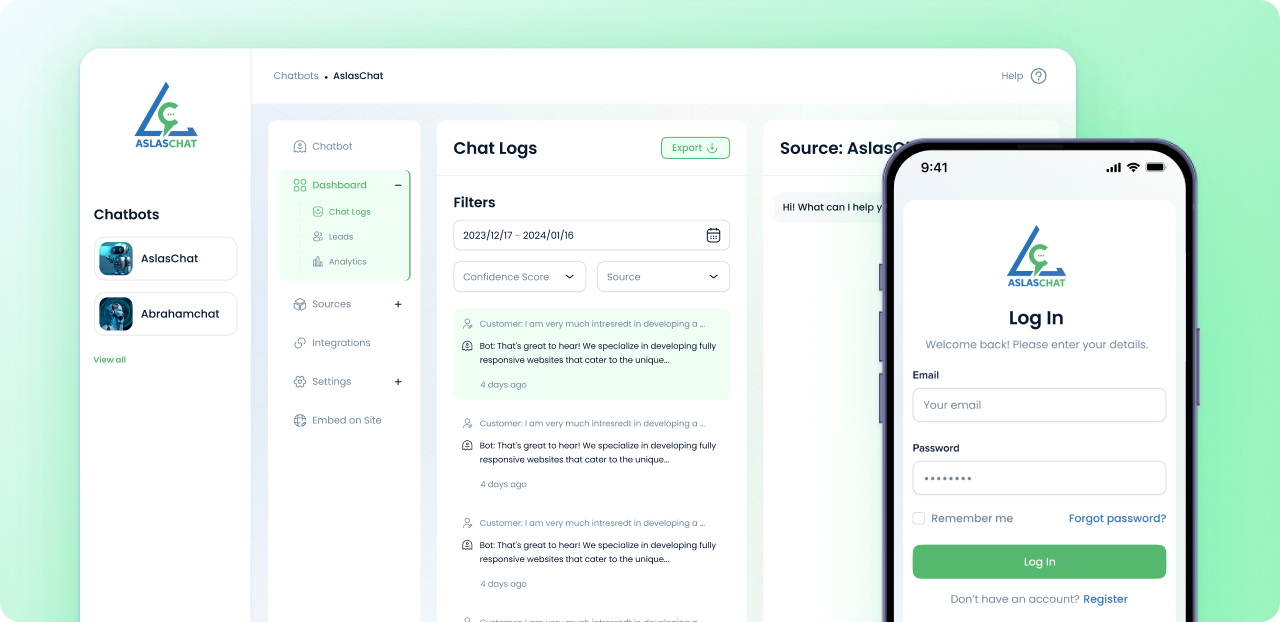 ASLASCHAT
Chatbots
AslasChat
Abrahamchat
View all
Chatbots • AslasChat
Help ?
Chatbot
Dashboard −
Chat Logs
Leads
Analytics
Sources +
Integrations
Settings +
Embed on Site
Chat Logs
Export
Filters
2023/12/17 - 2024/01/16
Confidence Score
Source
Customer: I am very much intresredt in developing a ...
Bot: That's great to hear! We specialize in developing fully
responsive websites that cater to the unique...
4 days ago
Customer: I am very much intresredt in developing a ...
Bot: That's great to hear! We specialize in developing fully
responsive websites that cater to the unique...
4 days ago
Customer: I am very much intresredt in developing a ...
Bot: That's great to hear! We specialize in developing fully
responsive websites that cater to the unique...
4 days ago
Source: AslasC
Hi! What can I help y
9:41
ASLASCHAT
Log In
Welcome back! Please enter your details.
Email
Your email
Password
••••••••
Remember me
Forgot password?
Log In
Don't have an account? Register